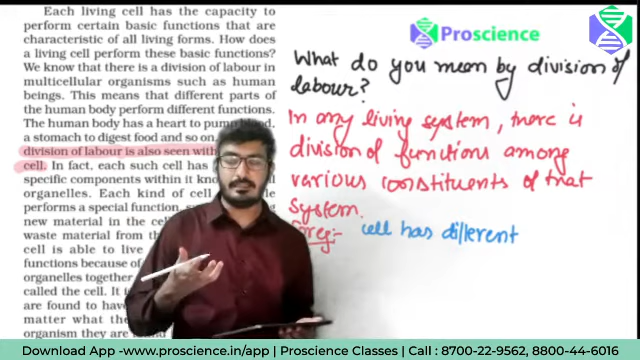 Each living cell has the capacity to
perform certain basic functions that are
characteristic of all living forms. How does
a living cell perform these basic functions?
We know that there is a division of labour in
multicellular organisms such as human
beings. This means that different parts of
the human body perform different functions.
The human body has a heart to pump blood,
a stomach to digest food and so on.
division of labour is also seen with
cell. In fact, each such cell has
specific components within it kno
organelles. Each kind of cell
performs a special function,
new material in the cel
waste material from th
cell is able to live
functions because of
organelles together
called the cell. It i
are found to have
matter what the
organism they are
Proscience
What do you mean by division of
labour?
In any living system, there is
division of functions among
various constituents of that
system.
cell has different
Download App -www.proscience.in/app | Proscience Classes | Call : 8700-22-9562, 8800-44-6016